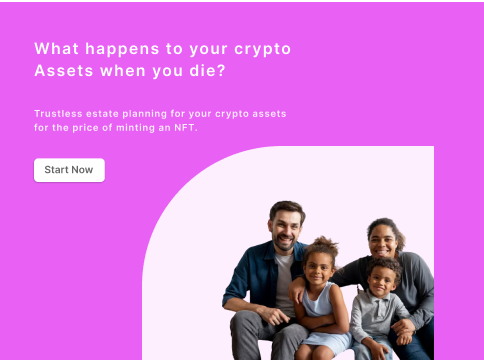 What happens to your crypto
Assets when you die?
Trustless estate planning for your crypto assets
for the price of minting an NFT.
Start Now